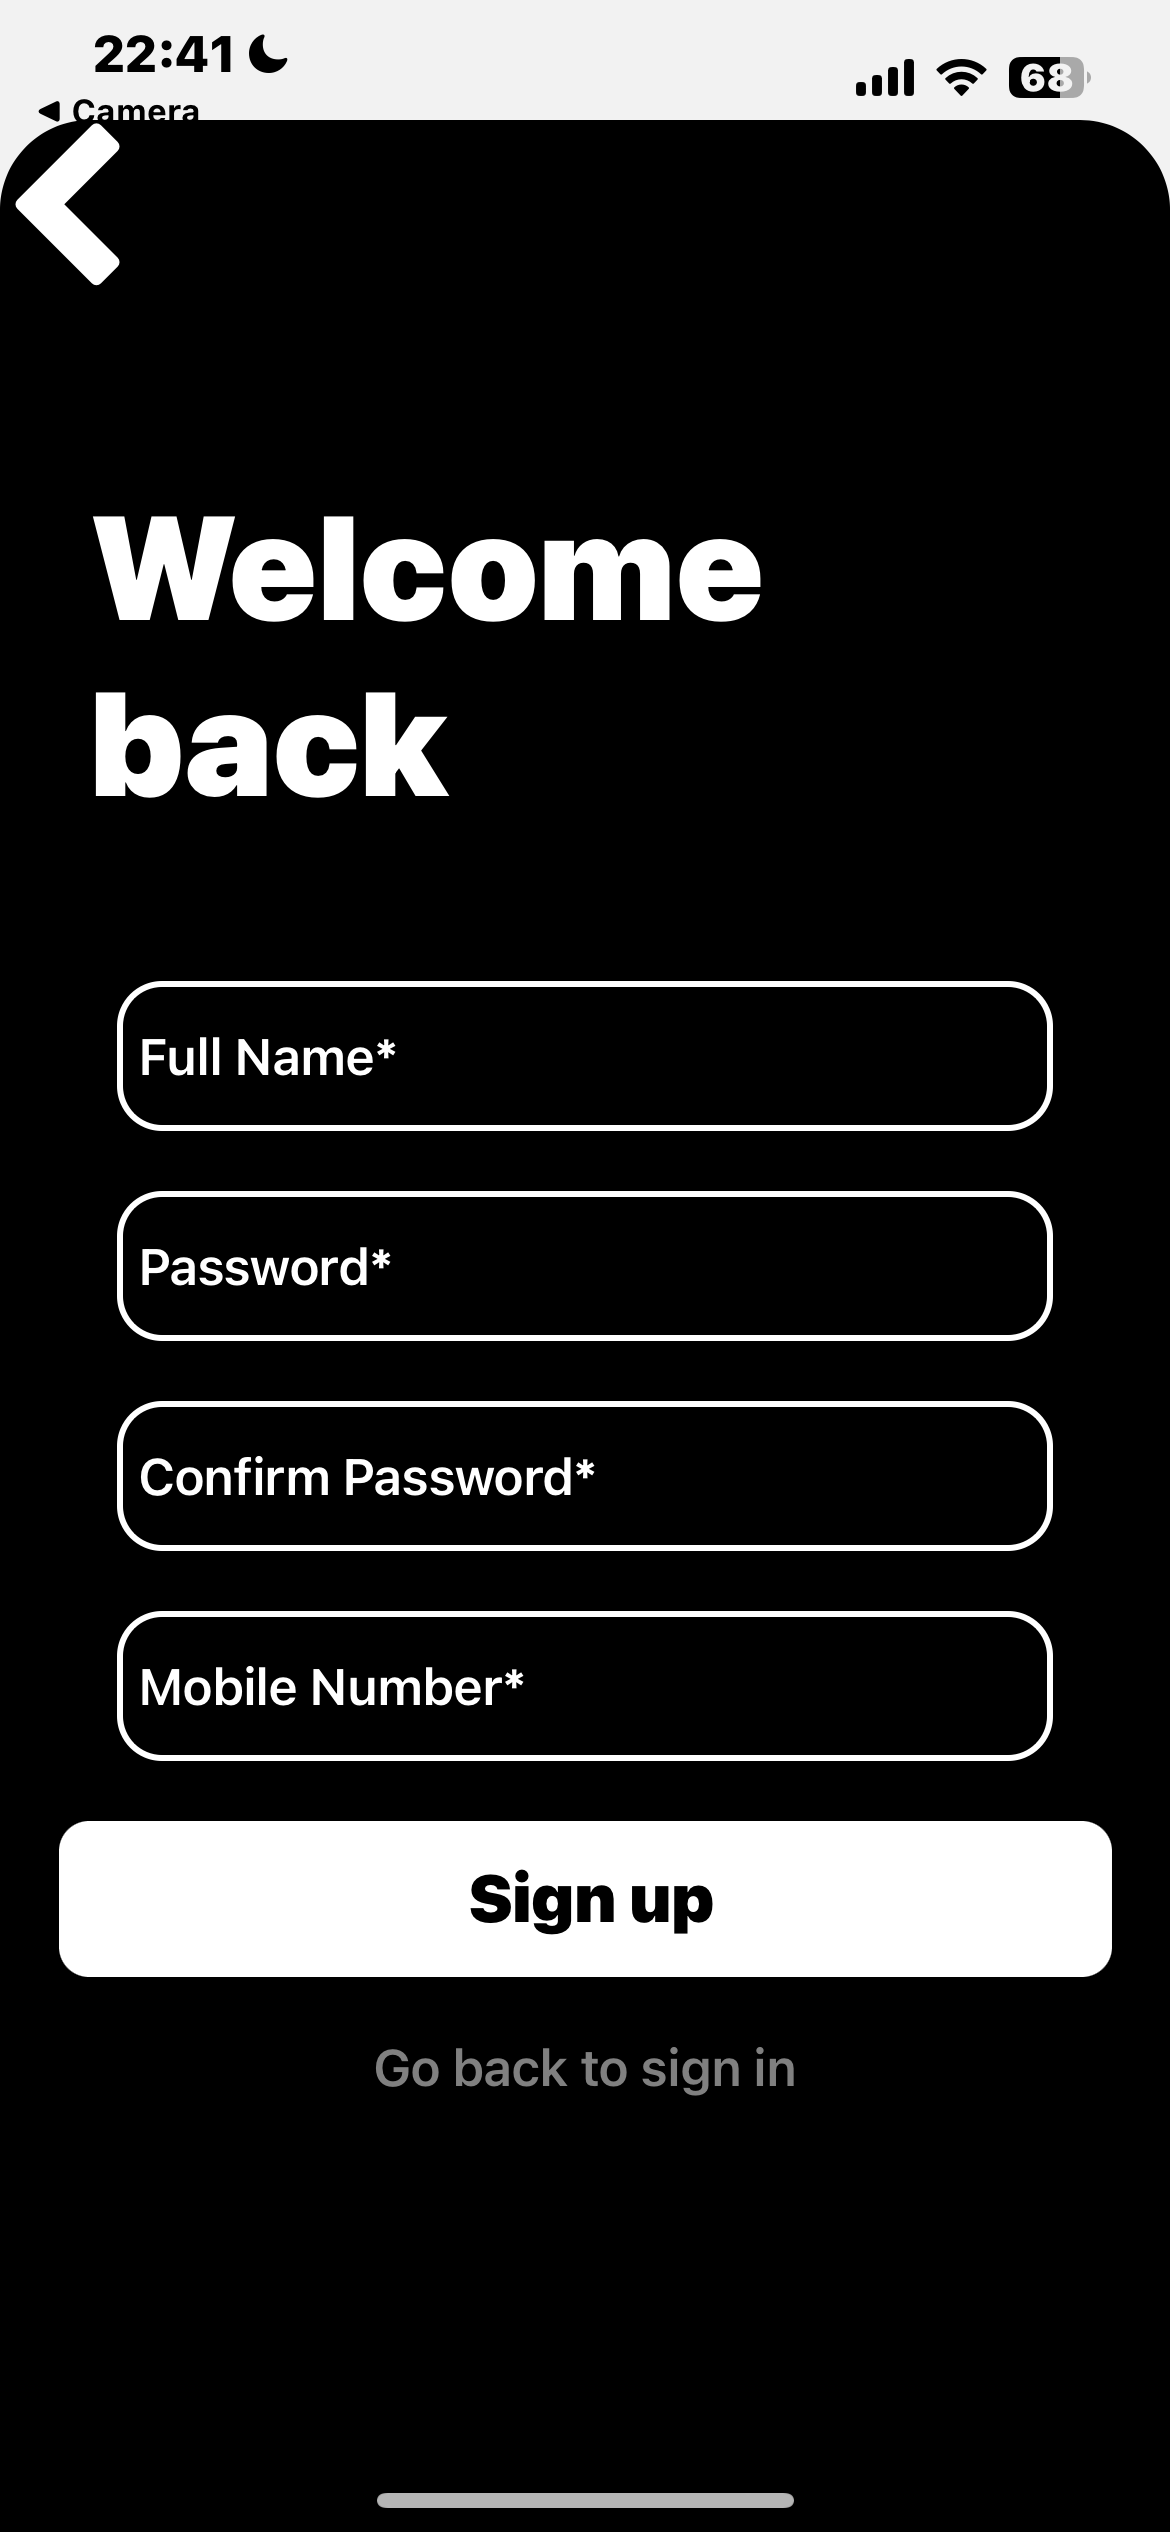 22:41
Camera
68
Welcome
back
Full Name*
Password*
Confirm Password*
Mobile Number*
Sign up
Go back to sign in